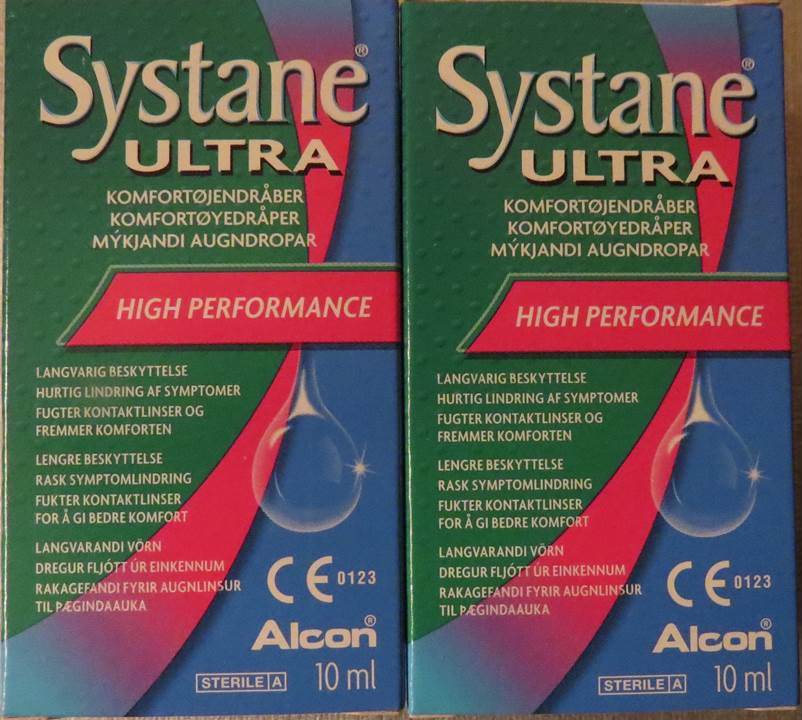 Systane®
ULTRA
KOMFORTØJENDRÅBER
KOMFORTØYEDRÅPER
MÝKJANDI AUGNDROPAR
HIGH PERFORMANCE
LANGVARIG BESKYTTELSE
HURTIG LINDRING AF SYMPTOMER
FUGTER KONTAKTLINSER OG
FREMMER KOMFORTEN
LENGRE BESKYTTELSE
RASK SYMPTOMLINDRING
FUKTER KONTAKTLINSER
FOR Å GI BEDRE KOMFORT
LANGVARANDI VÖRN
DREGUR FLJÓTT ÚR EINKENNUM
RAKAGEFANDI FYRIR AUGNLINSUR
TIL ÞÆGINDAAUKA
CE 0123
Alcon®
STERILE A 10 ml
Systane®
ULTRA
KOMFORTØJENDRÅBER
KOMFORTØYEDRÅPER
MÝKJANDI AUGNDROPAR
HIGH PERFORMANCE
LANGVARIG BESKYTTELSE
HURTIG LINDRING AF SYMPTOMER
FUGTER KONTAKTLINSER OG
FREMMER KOMFORTEN
LENGRE BESKYTTELSE
RASK SYMPTOMLINDRING
FUKTER KONTAKTLINSER
FOR Å GI BEDRE KOMFORT
LANGVARANDI VÖRN
DREGUR FLJÓTT ÚR EINKENNUM
RAKAGEFANDI FYRIR AUGNLINSUR
TIL ÞÆGINDAAUKA
CE 0123
Alcon®
STERILE A 10 ml